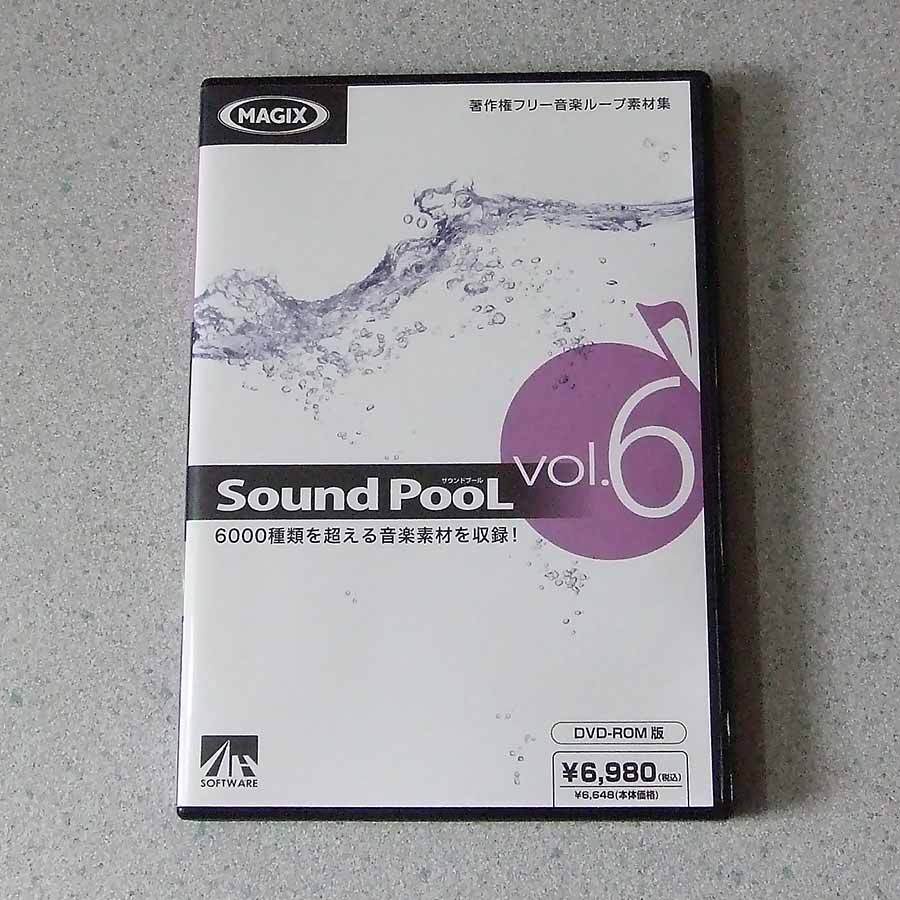 MAGIX
著作権フリー音楽ループ素材集
vol.6
サウンドプール
Sound PooL
6000種類を超える音楽素材を収録!
DVD-ROM 版
¥6,980(税込)
¥6,648(本体価格)
AH
SOFTWARE